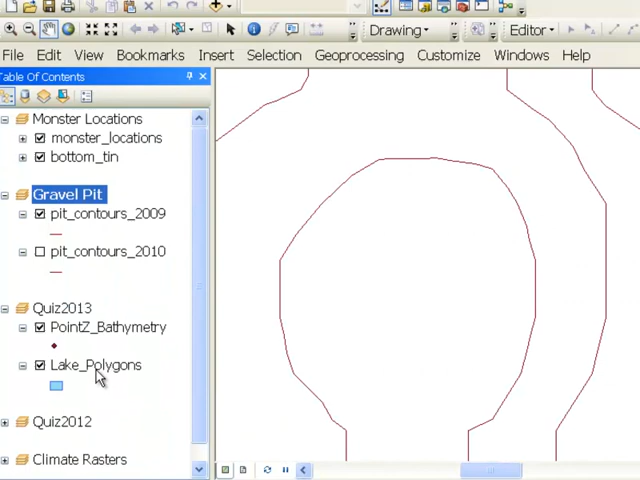 Drawing
Editor
File Edit View Bookmarks Insert Selection Geoprocessing Customize Windows Help
Table Of Contents
Monster Locations
monster_locations
bottom_tin
Gravel Pit
pit_contours_2009
pit_contours_2010
Quiz2013
PointZ_Bathymetry
Lake_Polygons
Quiz2012
Climate Rasters